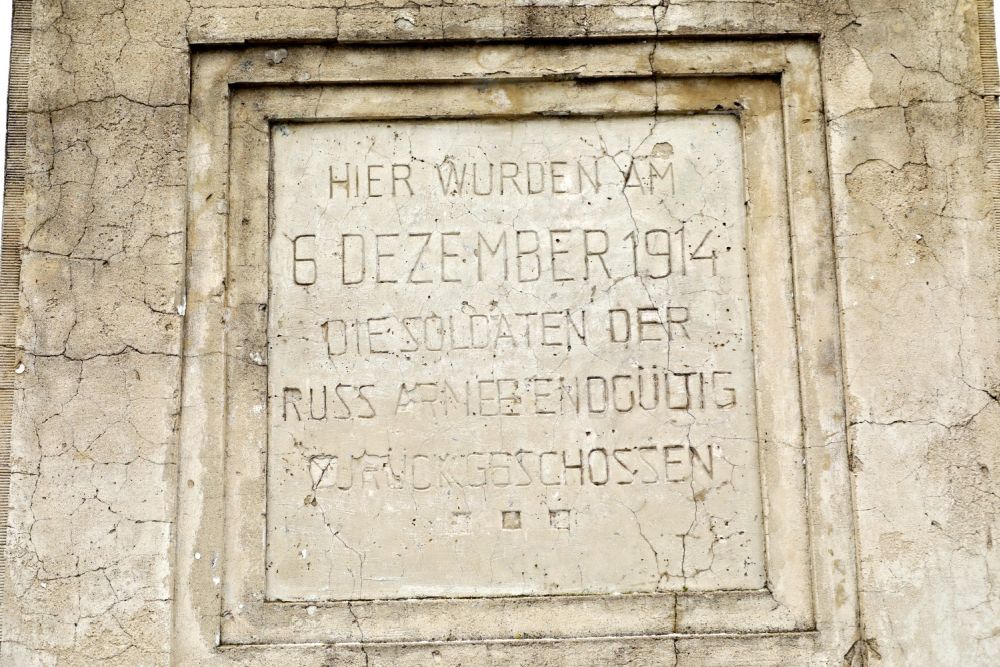 HIER WURDEN AM
6 DEZEMBER 1914
DIE SOLDATEN DER
RUSS ARMEE ENDGÜLTIG
ZURÜCKGESCHOSSEN